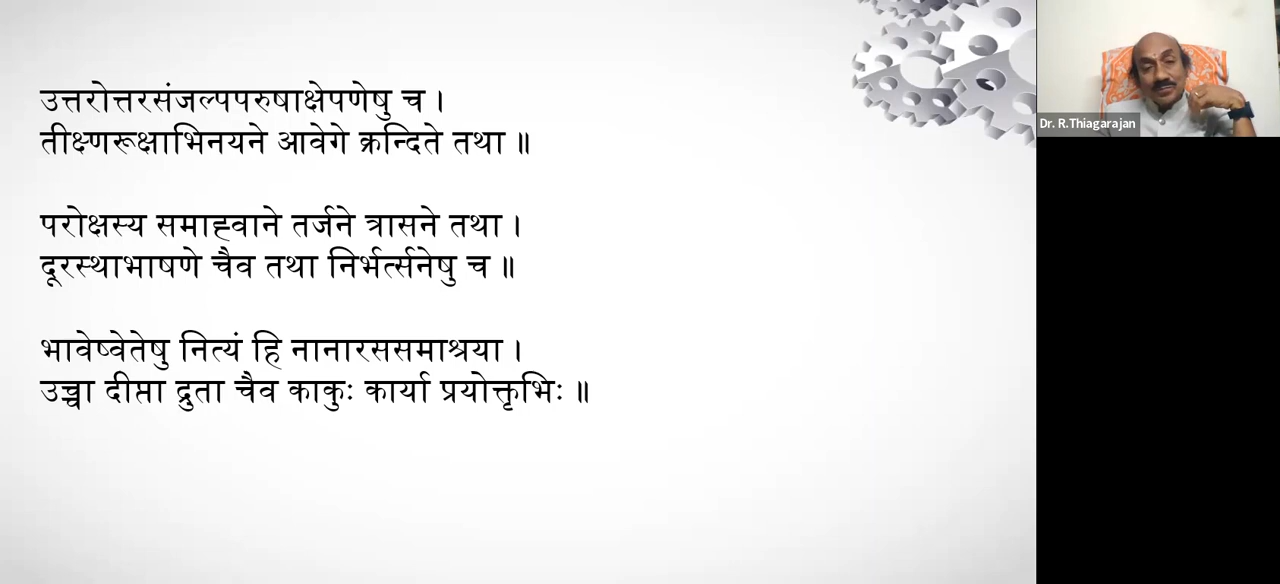 उत्तरोत्तरसंजल्पपरुषाक्षेपणेषु च ।
तीक्ष्णरूक्षाभिनयने आवेगे क्रन्दिते तथा ॥
परोक्षस्य समाह्वाने तर्जने त्रासने तथा ।
दूरस्थाभाषणे चैव तथा निर्भर्त्सनेषु च ॥
भावेष्वेतेषु नित्यं हि नानारससमाश्रया ।
उच्चा दीप्ता द्रुता चैव काकुः कार्या प्रयोक्तृभिः ॥
Dr. R.Thiagarajan